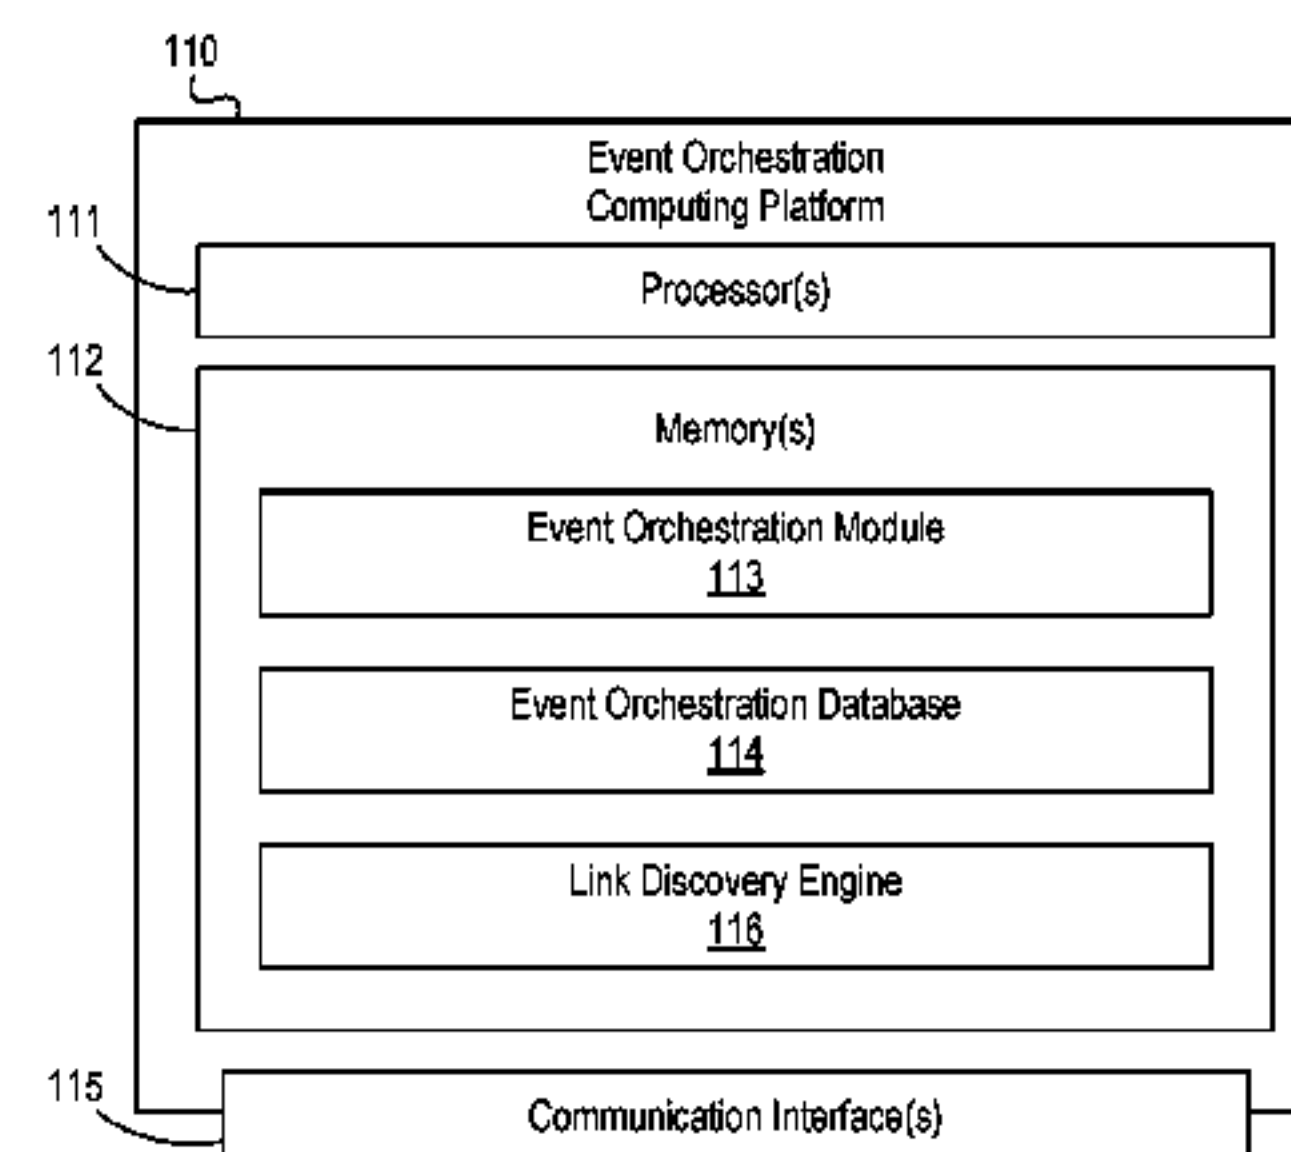 110
Event Orchestration
Computing Platform
111
Processor(s)
112
Memory(s)
Event Orchestration Module
113
Event Orchestration Database
114
Link Discovery Engine
116
115
Communication Interface(s)